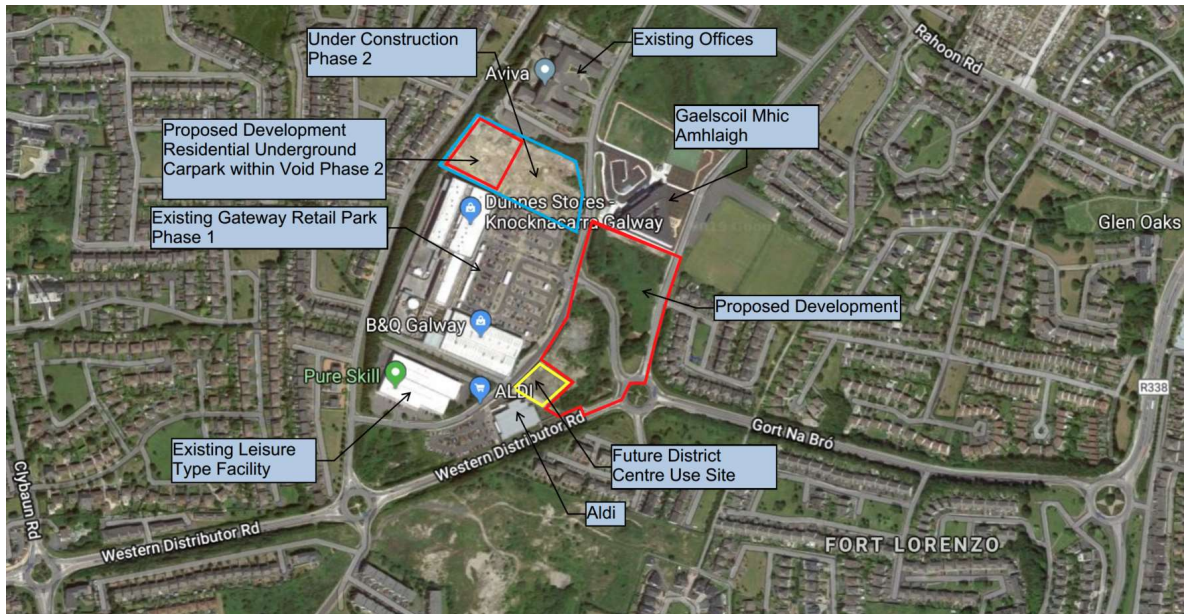 Under Construction
Phase 2
Existing Offices
Aviva
Rahoon Rd
Gaelscoil Mhic
Amhlaigh
Proposed Development
Residential Underground
Carpark within Void Phase 2
Existing Gateway Retail Park
Phase 1
Dunnes Stores -
Knocknacarra Galway
Glen Oaks
Proposed Development
B&Q Galway
Pure Skill
ALDI
R338
Existing Leisure
Type Facility
Western Distributor Rd
Gort Na Bró
Future District
Centre Use Site
Clybaun Rd
Aldi
Western Distributor Rd
FORT LORENZO